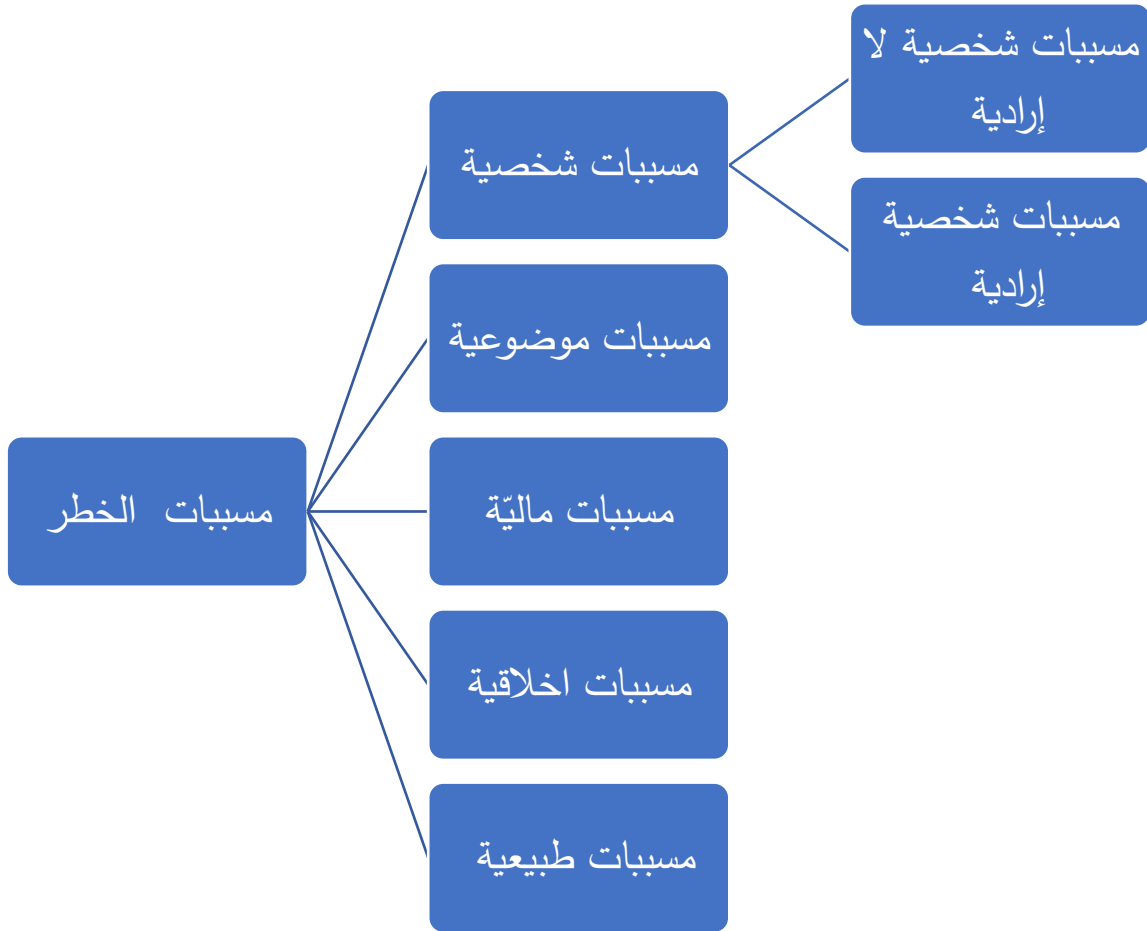 مسببات الخطر
مسببات شخصية
مسببات شخصية لا
إرادية
مسببات شخصية
إرادية
مسببات موضوعية
مسببات ماليّة
مسببات اخلاقية
مسببات طبيعية